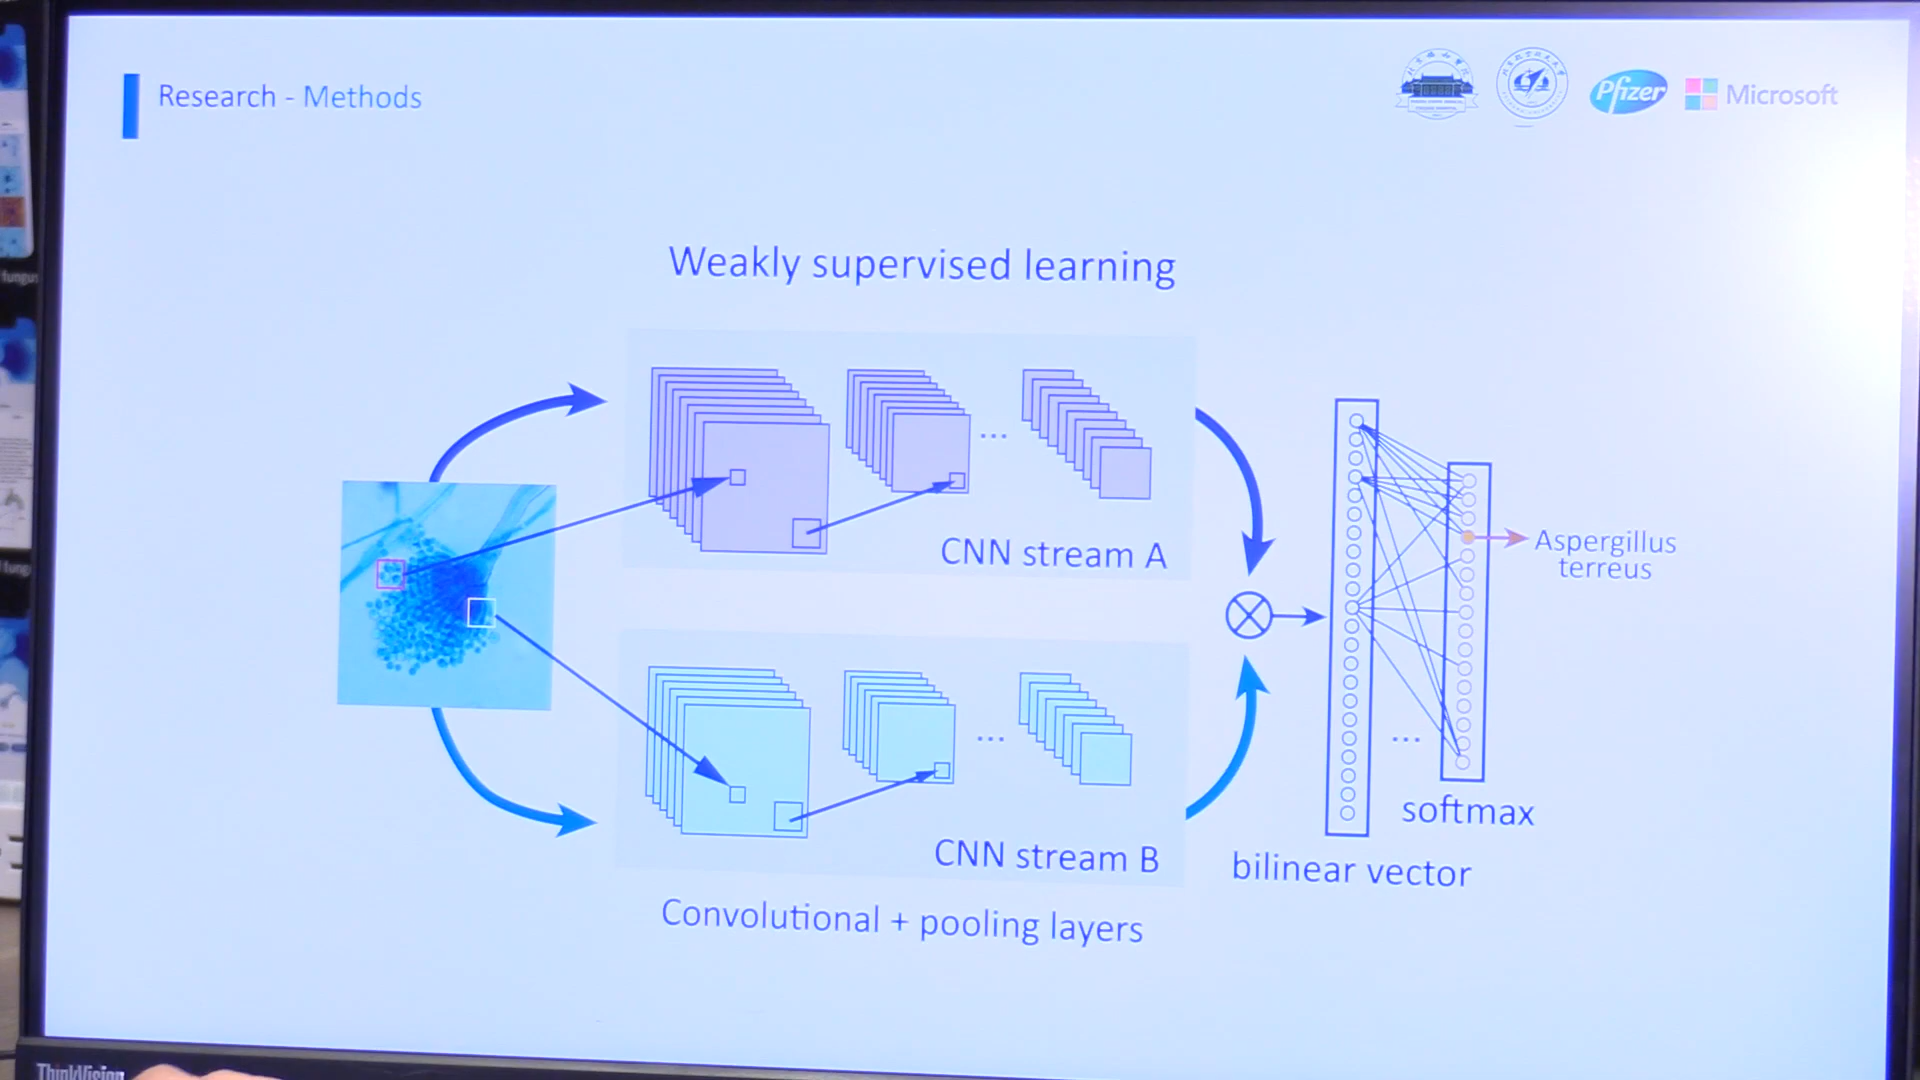 Research - Methods
Pfizer
Microsoft
Weakly supervised learning
...
CNN stream A
Aspergillus
terreus
...
...
CNN stream B
softmax
bilinear vector
Convolutional + pooling layers
fungus
ThinkVision